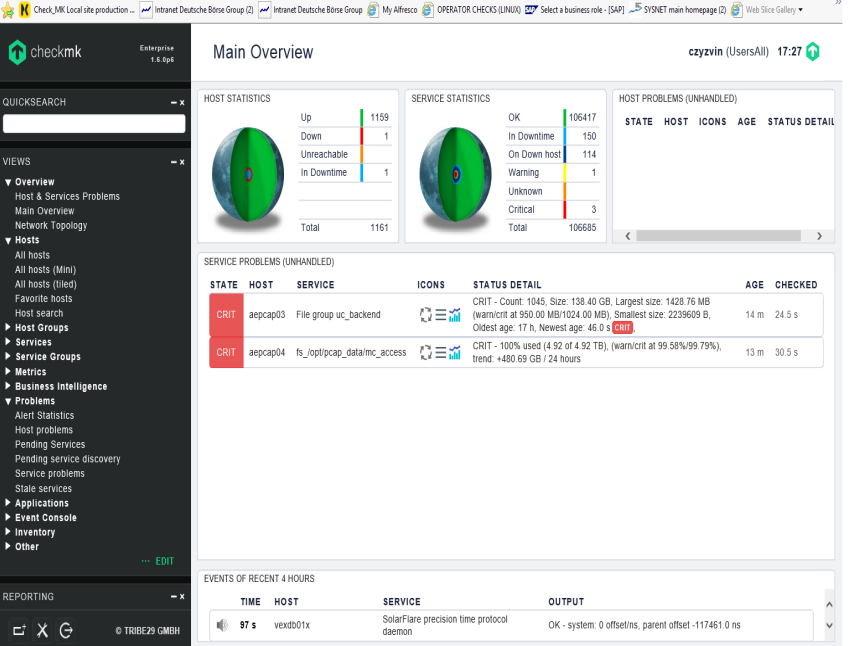 Check_MK Local site production ... Intranet Deutsche Börse Group (2) Intranet Deutsche Börse Group My Alfresco OPERATOR CHECKS (LINUX) Select a business role - [SAP] SYSNET main homepage (2) Web Slice Gallery
checkmk
Enterprise
1.6.0p6
Main Overview
czyzvin (UsersAll) 17:27
QUICKSEARCH
VIEWS
Overview
Host & Services Problems
Main Overview
Network Topology
Hosts
All hosts
All hosts (Mini)
All hosts (tiled)
Favorite hosts
Host search
Host Groups
Services
Service Groups
Metrics
Business Intelligence
Problems
Alert Statistics
Host problems
Pending Services
Pending service discovery
Service problems
Stale services
Applications
Event Console
Inventory
Other
... EDIT
REPORTING
© TRIBE29 GMBH
HOST STATISTICS
Up 1159
Down 1
Unreachable
In Downtime 1
Total 1161
SERVICE STATISTICS
OK 106417
In Downtime 150
On Down host 114
Warning 1
Unknown
Critical 3
Total 106685
HOST PROBLEMS (UNHANDLED)
STATE HOST ICONS AGE STATUS DETAIL
SERVICE PROBLEMS (UNHANDLED)
STATE HOST SERVICE ICONS STATUS DETAIL AGE CHECKED
CRIT aepcap03 File group uc_backend CRIT - Count: 1045, Size: 138.40 GB, Largest size: 1428.76 MB
(warn/crit at 950.00 MB/1024.00 MB), Smallest size: 2239609 B,
Oldest age: 17 h, Newest age: 46.0 s CRIT, 14 m 24.5 s
CRIT aepcap04 fs_/opt/pcap_data/mc_access CRIT - 100% used (4.92 of 4.92 TB), (warn/crit at 99.58%/99.79%),
trend: +480.69 GB / 24 hours 13 m 30.5 s
EVENTS OF RECENT 4 HOURS
TIME HOST SERVICE OUTPUT
97 s vexdb01x SolarFlare precision time protocol
daemon OK - system: 0 offset/ns, parent offset -117461.0 ns